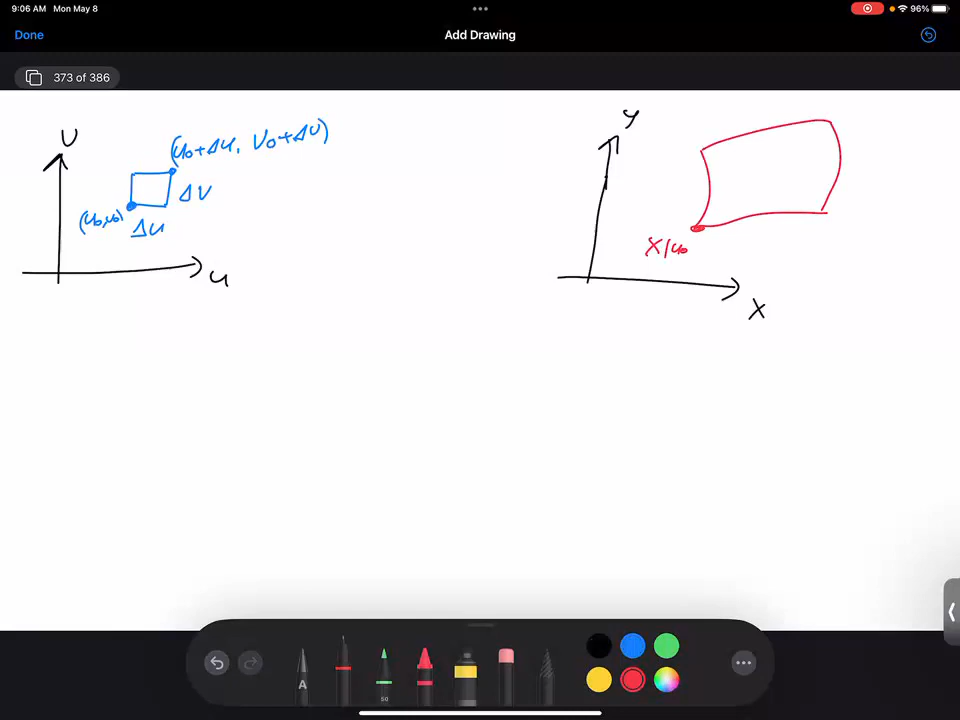 9:06 AM Mon May 8
96%
Done
Add Drawing
373 of 386
V
(u₀+Δu, V₀+ΔV)
ΔV
(u₀,v₀)
Δu
u
y
X(u₀
X
A
50